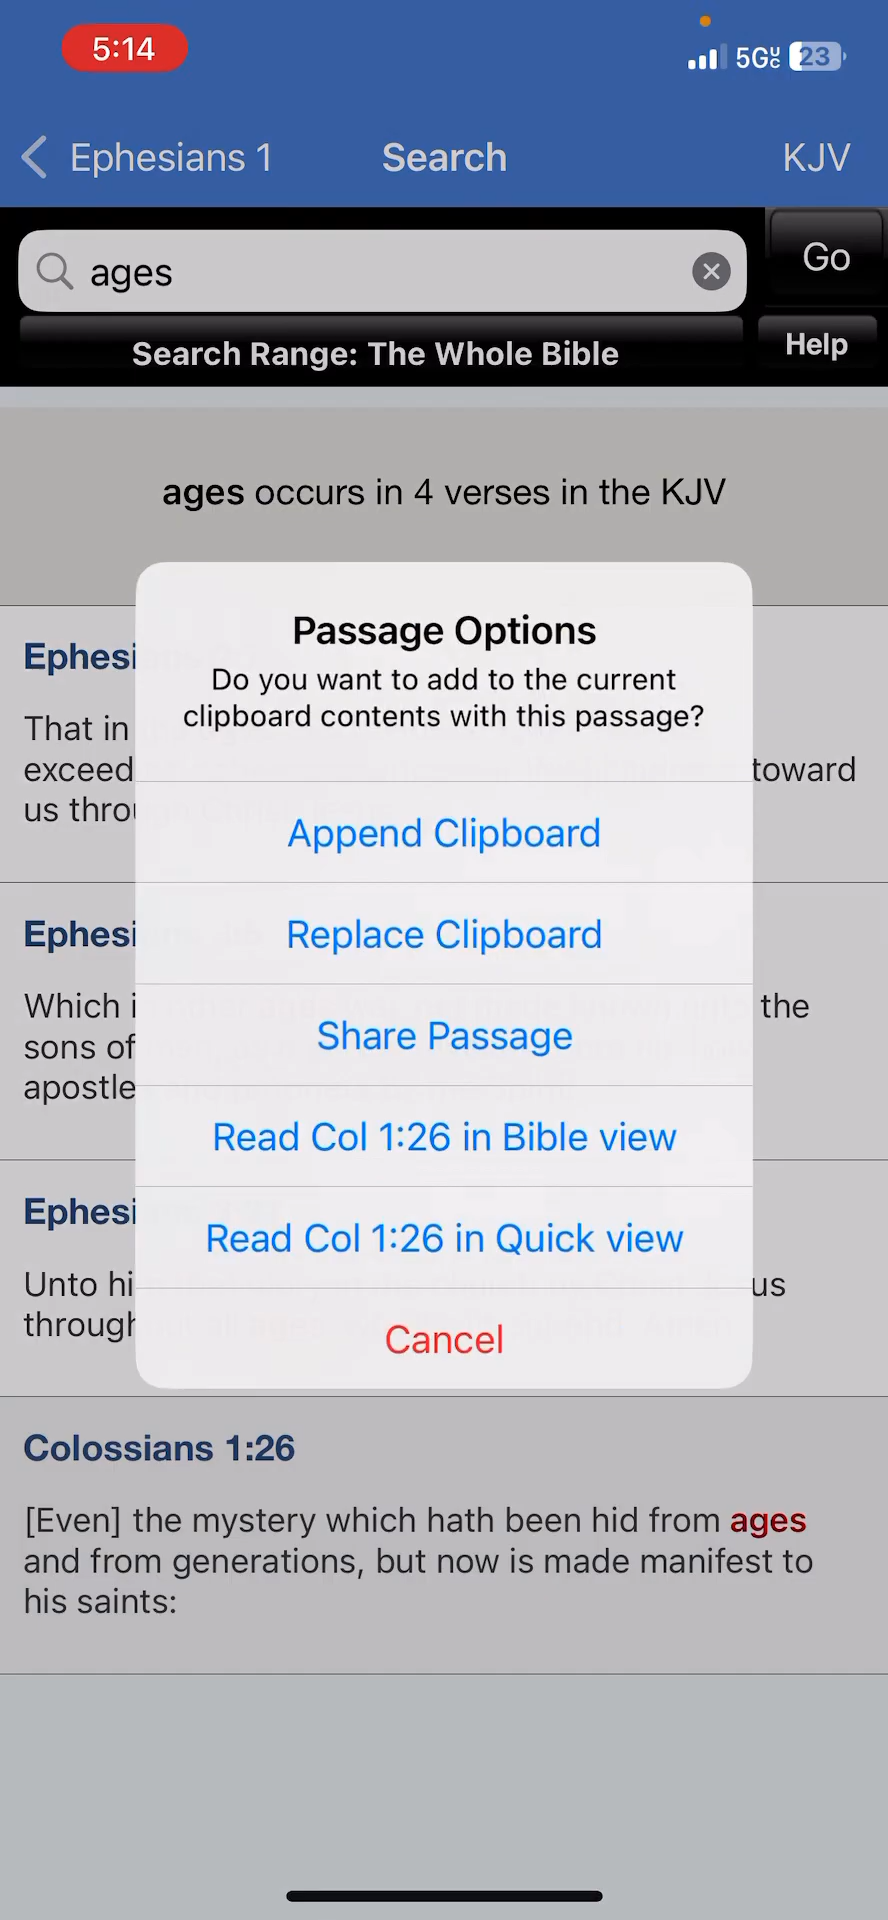 5:14
5GUC 23
Ephesians 1 Search KJV
ages Go
Search Range: The Whole Bible Help
ages occurs in 4 verses in the KJV
Passage Options
Do you want to add to the current
clipboard contents with this passage?
Append Clipboard
Replace Clipboard
Share Passage
Read Col 1:26 in Bible view
Read Col 1:26 in Quick view
Cancel
Ephesi
That in
exceed toward
us through Christ
Ephesi
Which the
sons of
apostle
Ephesi
Unto hi us
through all ages
Colossians 1:26
[Even] the mystery which hath been hid from ages
and from generations, but now is made manifest to
his saints: